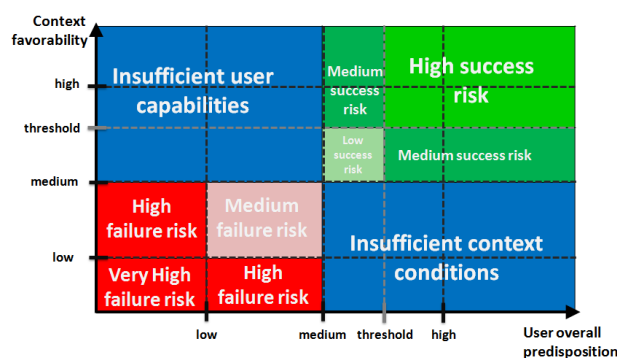 Context
favorability
high
threshold
medium
low
Insufficient user
capabilities
Medium
success
risk
High success
risk
Low
success
risk
Medium success risk
High
failure risk
Medium
failure risk
Very High
failure risk
High
failure risk
Insufficient context
conditions
low
medium
threshold
high
User overall
predisposition